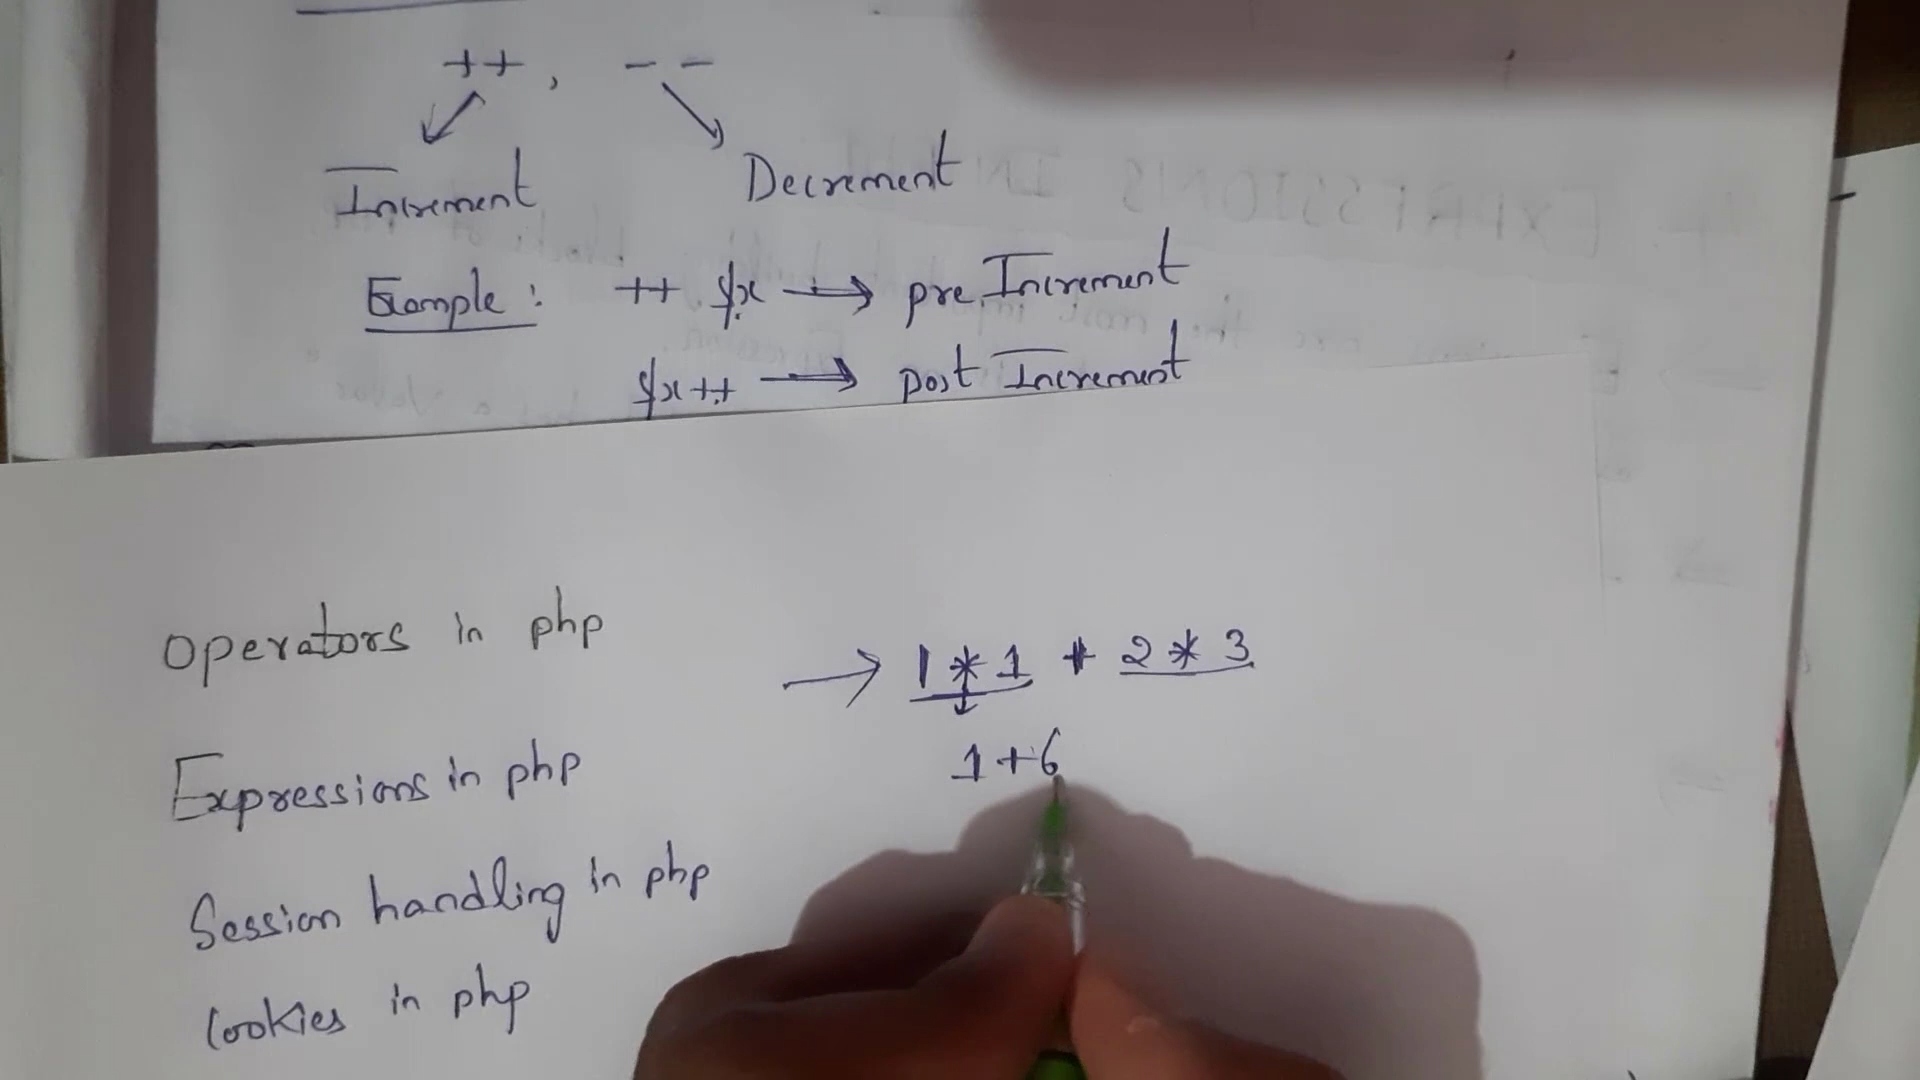 ++ , --
Increment Decrement
Example : ++ $x → pre Increment
$x++ → post Increment
Operators in php
→ 1 * 1 + 2 * 3
1+6
Expressions in php
Session handling in php
Cookies in php